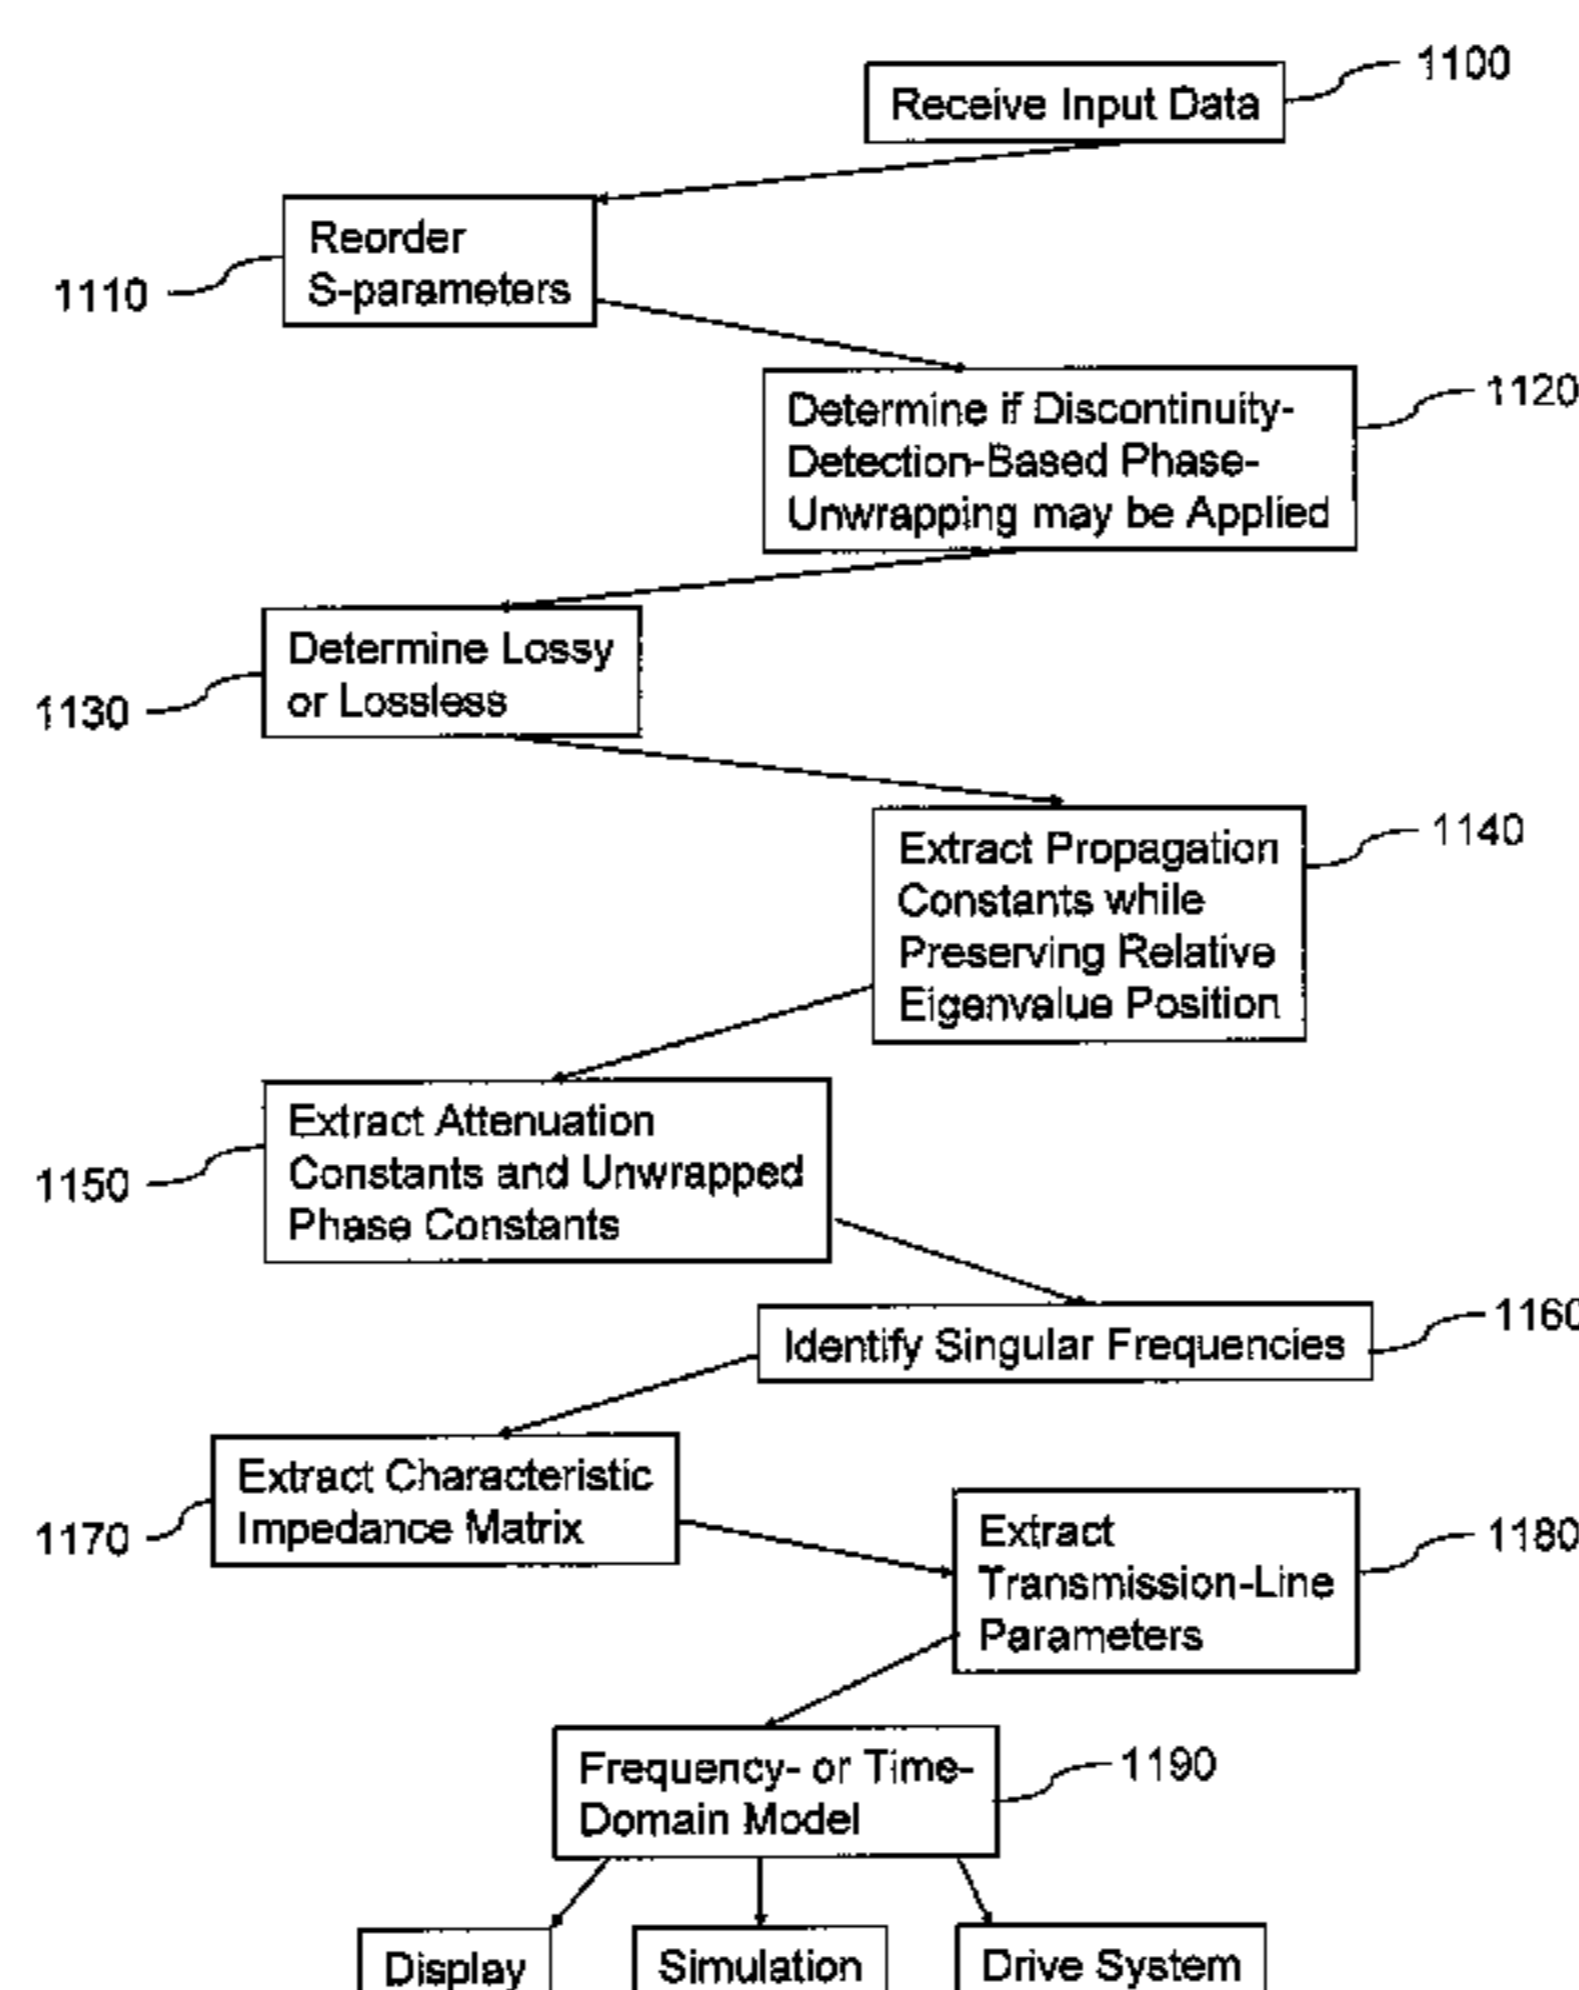 1100
Receive Input Data
Reorder
S-parameters
1110
1120
Determine if Discontinuity-
Detection-Based Phase-
Unwrapping may be Applied
Determine Lossy
or Lossless
1130
1140
Extract Propagation
Constants while
Preserving Relative
Eigenvalue Position
Extract Attenuation
Constants and Unwrapped
Phase Constants
1150
1160
Identify Singular Frequencies
Extract Characteristic
Impedance Matrix
1170
1180
Extract
Transmission-Line
Parameters
1190
Frequency- or Time-
Domain Model
Display
Simulation
Drive System